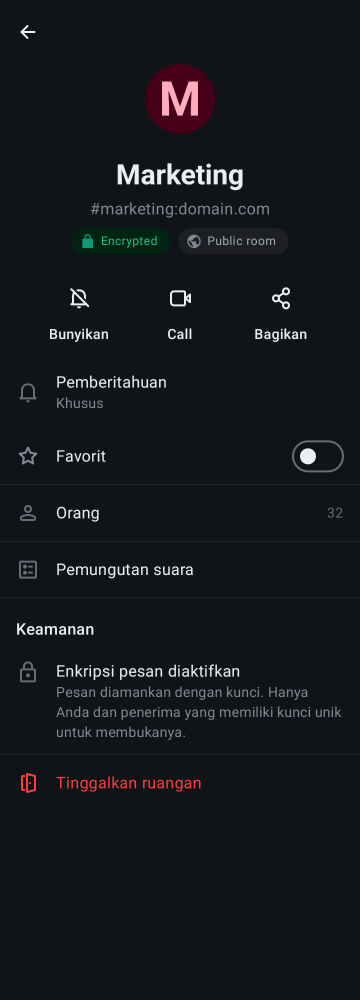 M
Marketing
#marketing:domain.com
Encrypted
Public room
Bunyikan
Call
Bagikan
Pemberitahuan
Khusus
Favorit
Orang
32
Pemungutan suara
Keamanan
Enkripsi pesan diaktifkan
Pesan diamankan dengan kunci. Hanya
Anda dan penerima yang memiliki kunci unik
untuk membukanya.
Tinggalkan ruangan